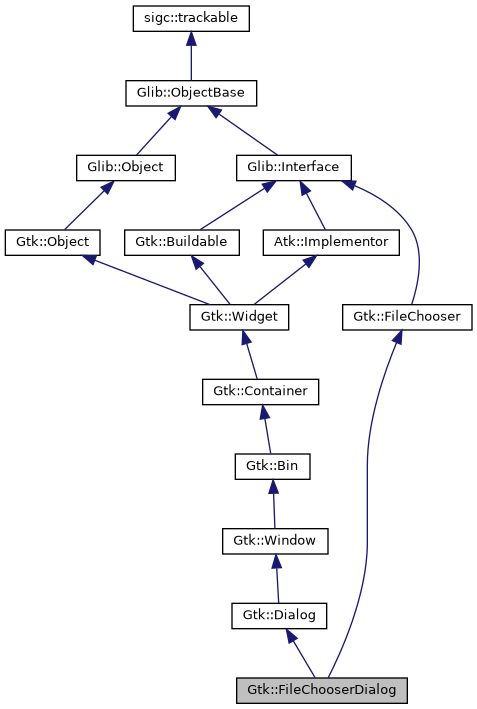 sigc::trackable
Glib::ObjectBase
Glib::Object
Glib::Interface
Gtk::Object
Gtk::Buildable
Atk::Implementor
Gtk::Widget
Gtk::FileChooser
Gtk::Container
Gtk::Bin
Gtk::Window
Gtk::Dialog
Gtk::FileChooserDialog